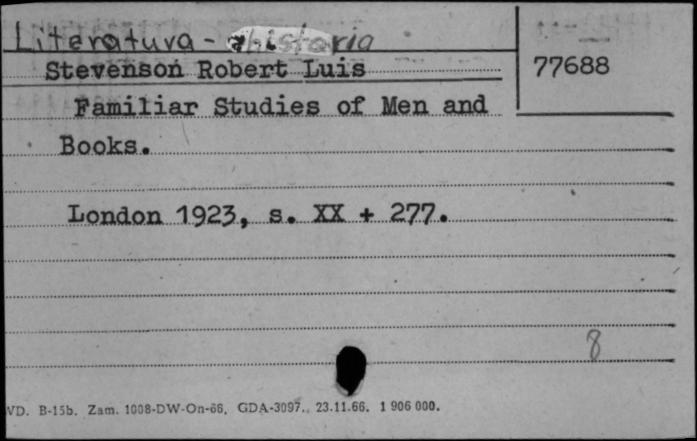 Literatura - historia
Stevenson Robert Luis
77688
Familiar Studies of Men and
Books.
London 1923, s. XX + 277.
8
WD. B-15b. Zam. 1008-DW-On-66. GDA-3097. 23.11.66. 1 906 000.